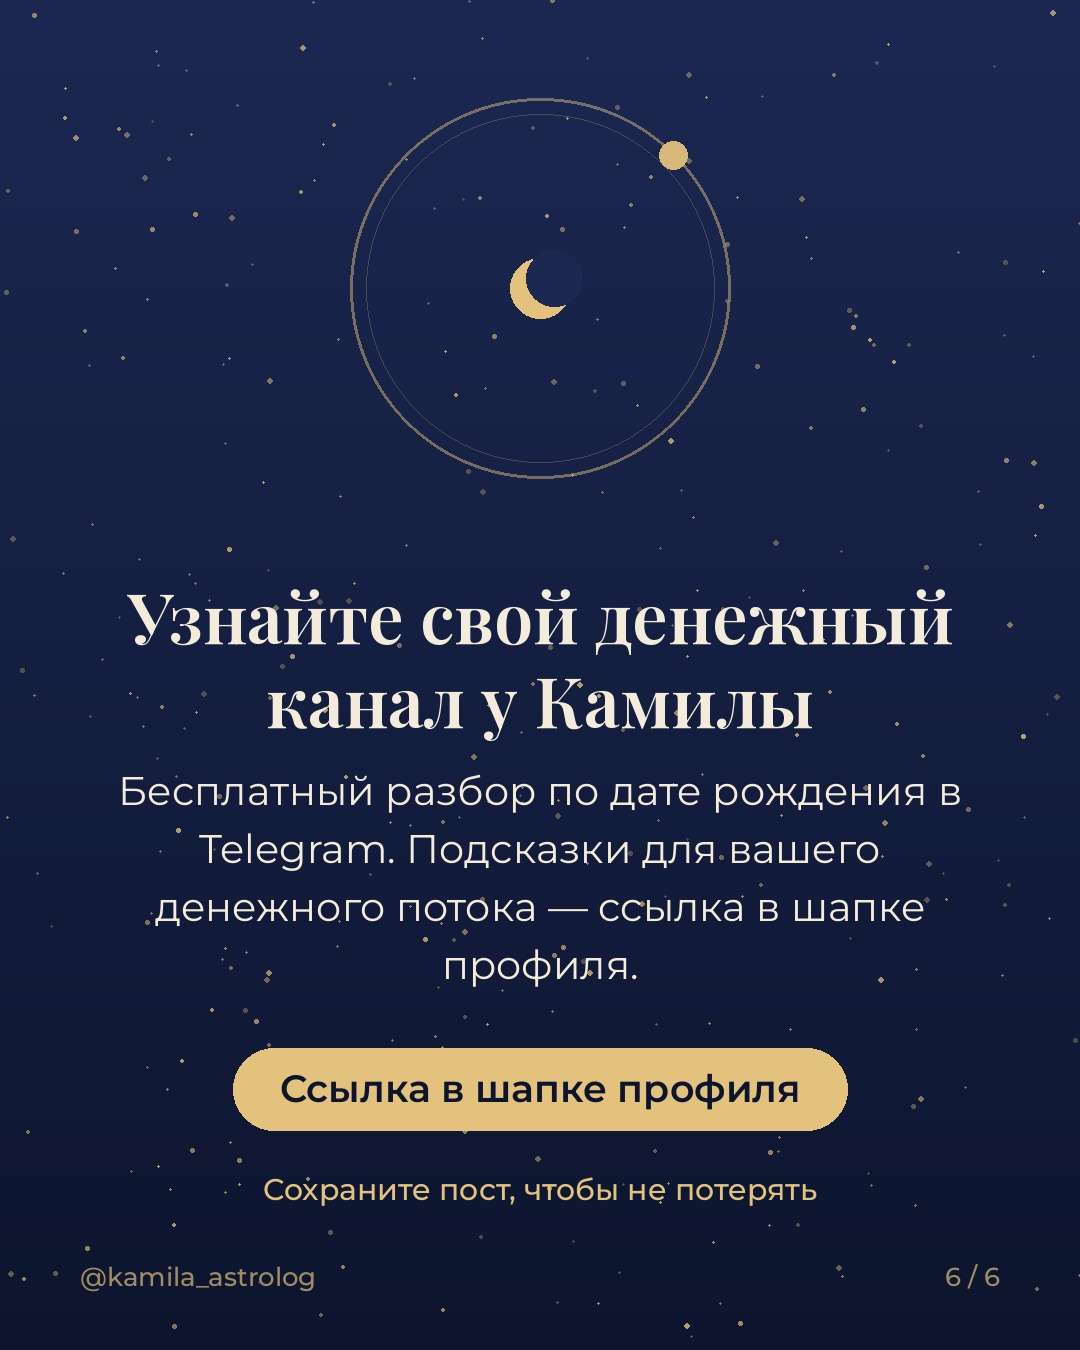 Узнайте свой денежный
канал у Камилы
Бесплатный разбор по дате рождения в
Telegram. Подсказки для вашего
денежного потока — ссылка в шапке
профиля.
Ссылка в шапке профиля
Сохраните пост, чтобы не потерять
@kamila_astrolog
6 / 6